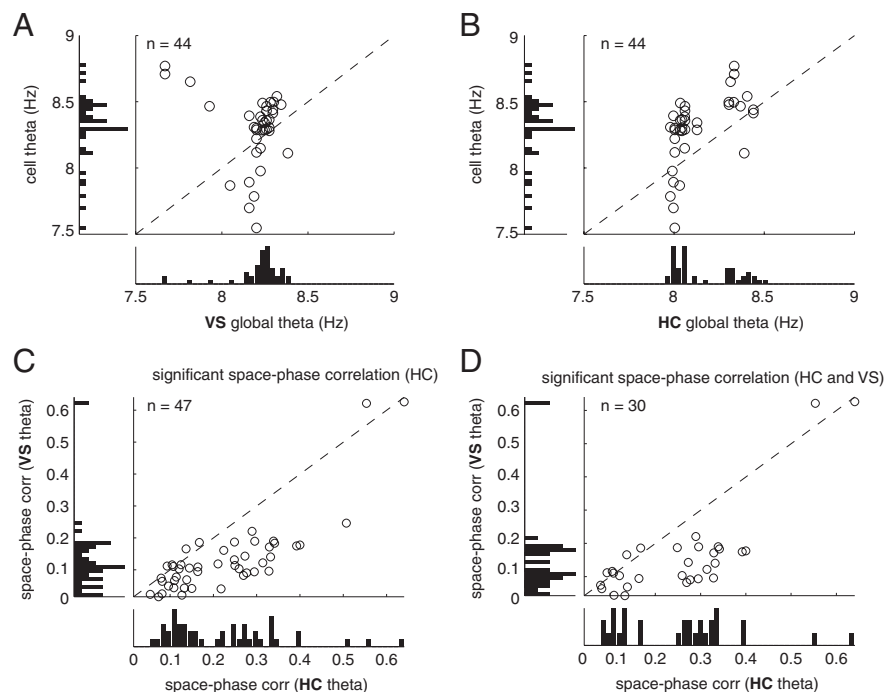 A
9
n = 44
8.5
cell theta (Hz)
8
7.5
7.5 8 8.5 9
VS global theta (Hz)
B
9
n = 44
8.5
cell theta (Hz)
8
7.5
7.5 8 8.5 9
HC global theta (Hz)
C
significant space-phase correlation (HC)
0.6
n = 47
0.5
0.4
0.3
0.2
0.1
0
space-phase corr (VS theta)
0 0.1 0.2 0.3 0.4 0.5 0.6
space-phase corr (HC theta)
D
significant space-phase correlation (HC and VS)
0.6
n = 30
0.5
0.4
0.3
0.2
0.1
0
space-phase corr (VS theta)
0 0.1 0.2 0.3 0.4 0.5 0.6
space-phase corr (HC theta)